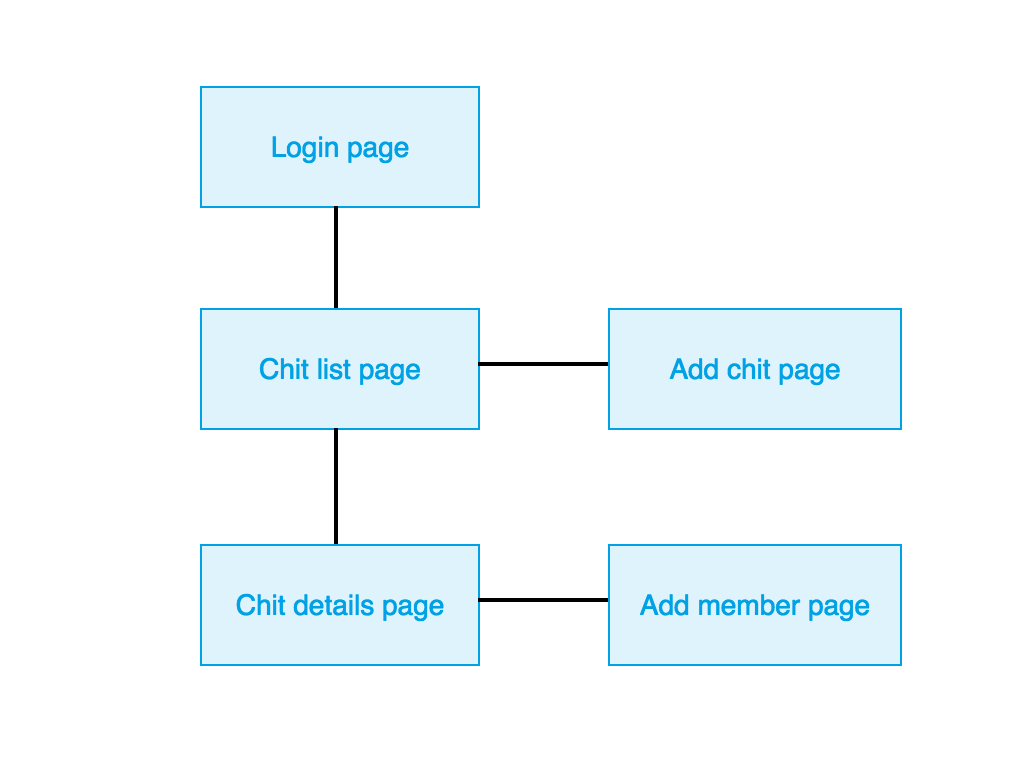 Login page
Chit list page
Add chit page
Chit details page
Add member page